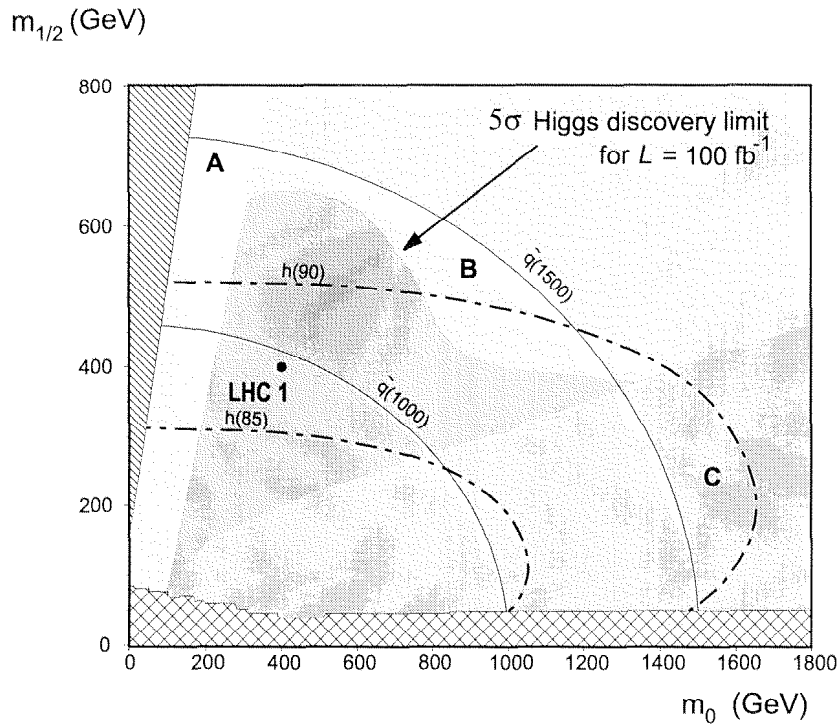 m1/2 (GeV)
800
5σ Higgs discovery limit
for L = 100 fb-1
A
600
B
q̃(1500)
h(90)
400
LHC 1
q̃(1000)
h(85)
C
200
0
0 200 400 600 800 1000 1200 1400 1600 1800
m0 (GeV)